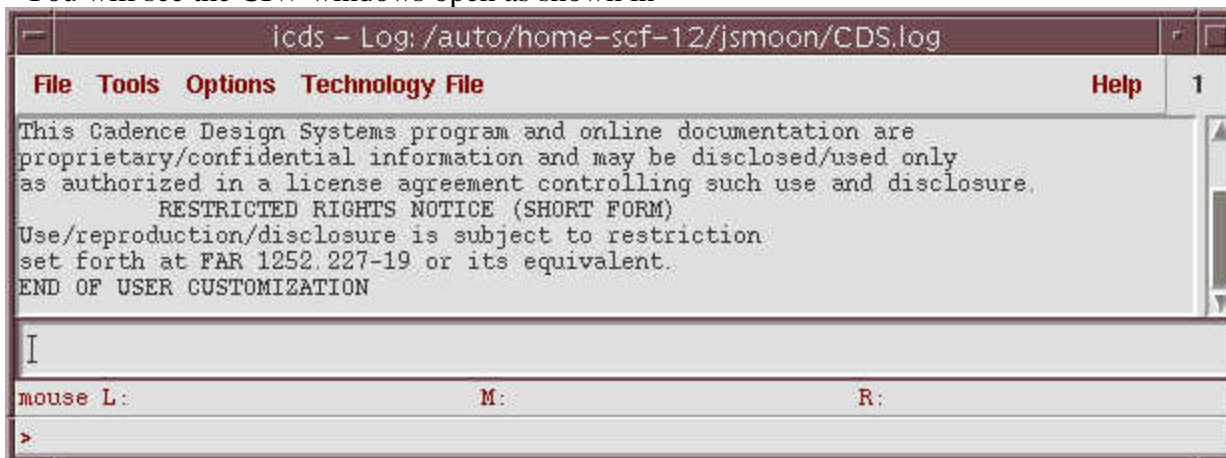 You will see the CIW windows open as shown in
icds – Log: /auto/home-scf-12/jsmoon/CDS.log
File Tools Options Technology File Help 1
This Cadence Design Systems program and online documentation are
proprietary/confidential information and may be disclosed/used only
as authorized in a license agreement controlling such use and disclosure.
RESTRICTED RIGHTS NOTICE (SHORT FORM)
Use/reproduction/disclosure is subject to restriction
set forth at FAR 1252.227-19 or its equivalent.
END OF USER CUSTOMIZATION
mouse L: M: R:
>